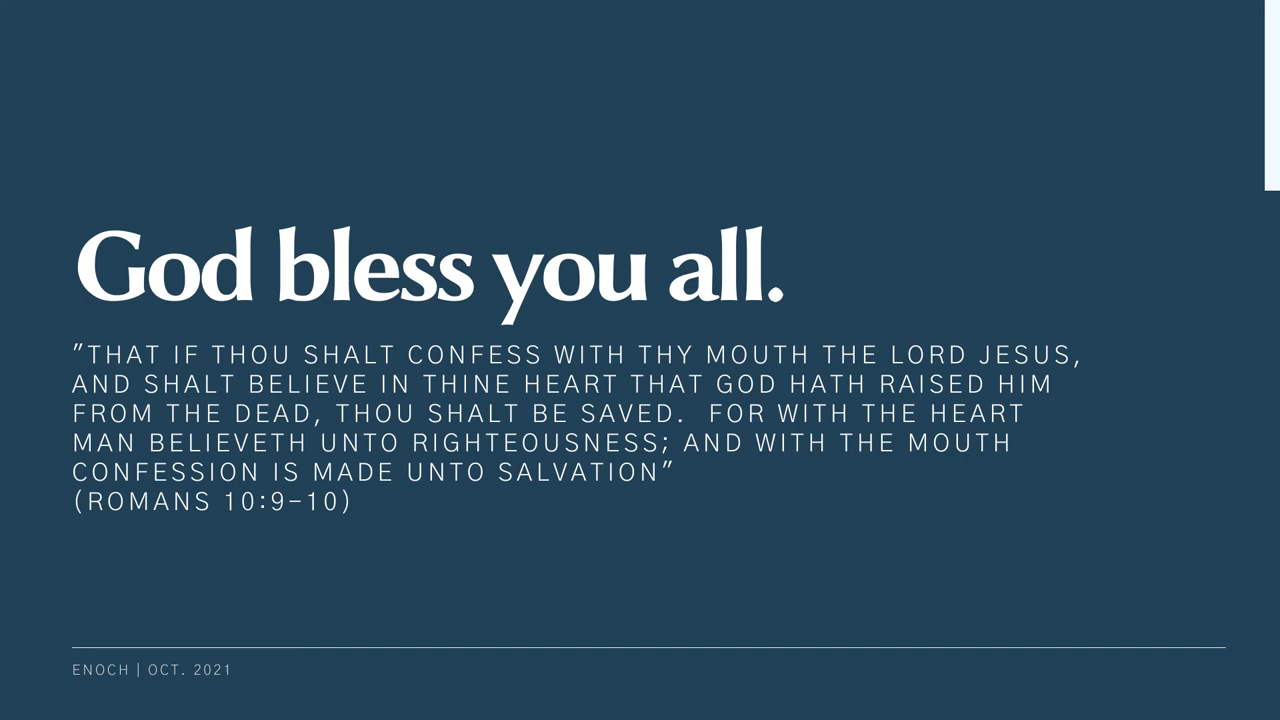 God bless you all.
"THAT IF THOU SHALT CONFESS WITH THY MOUTH THE LORD JESUS,
AND SHALT BELIEVE IN THINE HEART THAT GOD HATH RAISED HIM
FROM THE DEAD, THOU SHALT BE SAVED.  FOR WITH THE HEART
MAN BELIEVETH UNTO RIGHTEOUSNESS; AND WITH THE MOUTH
CONFESSION IS MADE UNTO SALVATION"
(ROMANS 10:9-10)
ENOCH | OCT. 2021